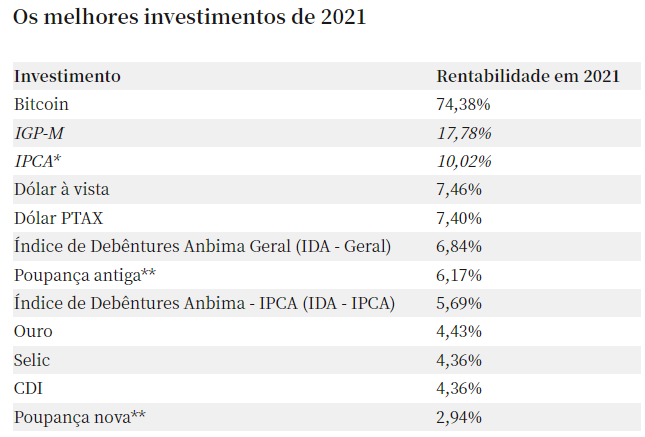 Os melhores investimentos de 2021
Investimento Rentabilidade em 2021
Bitcoin 74,38%
IGP-M 17,78%
IPCA* 10,02%
Dólar à vista 7,46%
Dólar PTAX 7,40%
Índice de Debêntures Anbima Geral (IDA - Geral) 6,84%
Poupança antiga** 6,17%
Índice de Debêntures Anbima - IPCA (IDA - IPCA) 5,69%
Ouro 4,43%
Selic 4,36%
CDI 4,36%
Poupança nova** 2,94%